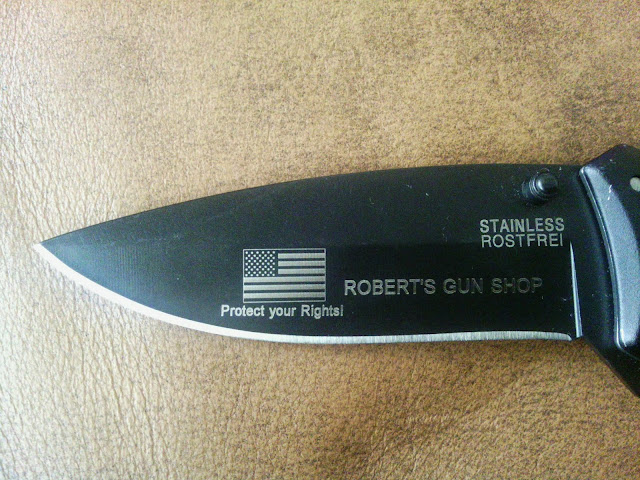 STAINLESS
ROSTFREI
ROBERT'S GUN SHOP
Protect your Rights!